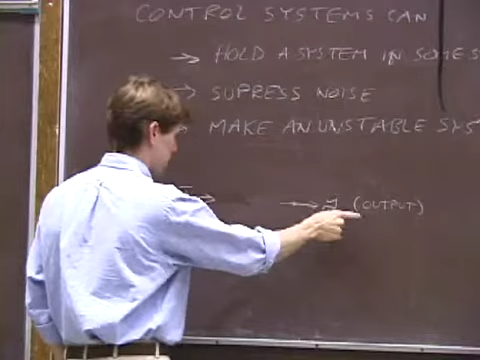 CONTROL SYSTEMS CAN
→ HOLD A SYSTEM IN SOME S
→ SUPRESS NOISE
MAKE AN UNSTABLE SYS
→ y (OUTPUT)